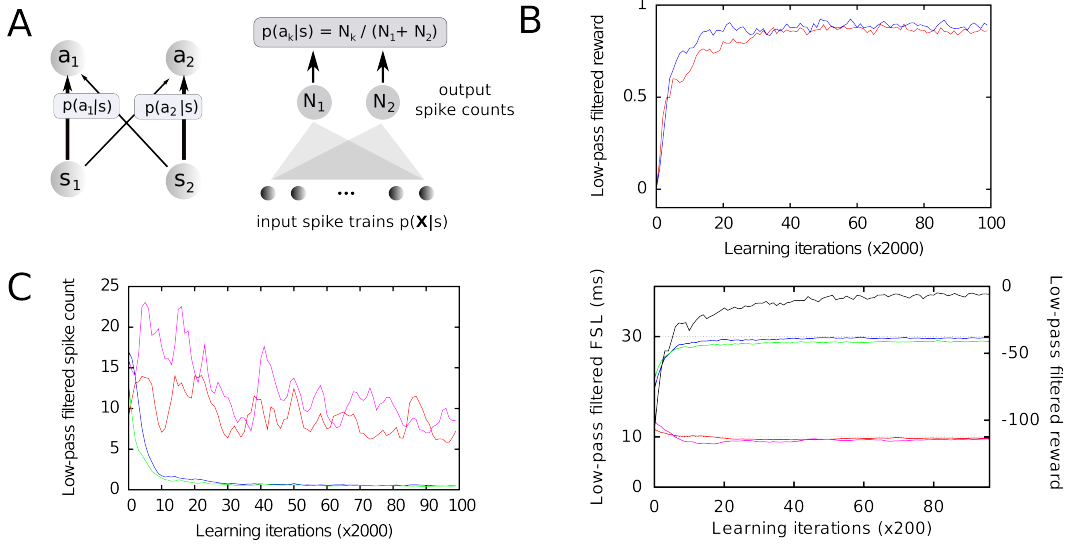 A
a1
a2
p(a1|s)
p(a2|s)
s1
s2
p(ak|s) = Nk / (N1+ N2)
N1
N2
output
spike counts
...
input spike trains p(X|s)
B
Low-pass filtered reward
1
0.5
0
0
20
40
60
80
100
Learning iterations (x2000)
C
Low-pass filtered spike count
25
20
15
10
5
0
0
10
20
30
40
50
60
70
80
90
100
Learning iterations (x2000)
Low-pass filtered FSL (ms)
30
10
0
0
-50
-100
Low-pass filtered reward
0
20
40
60
80
Learning iterations (x200)